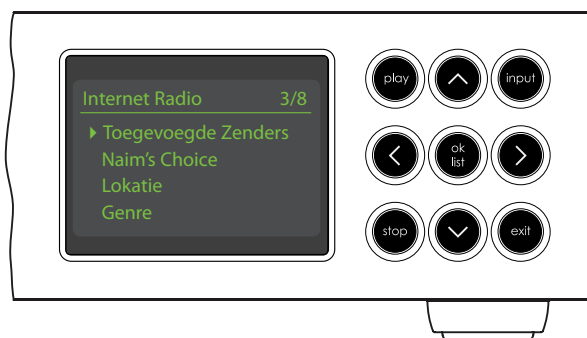 Internet Radio 3/8
Toegevoegde Zenders
Naim's Choice
Lokatie
Genre
play
input
ok
list
stop
exit